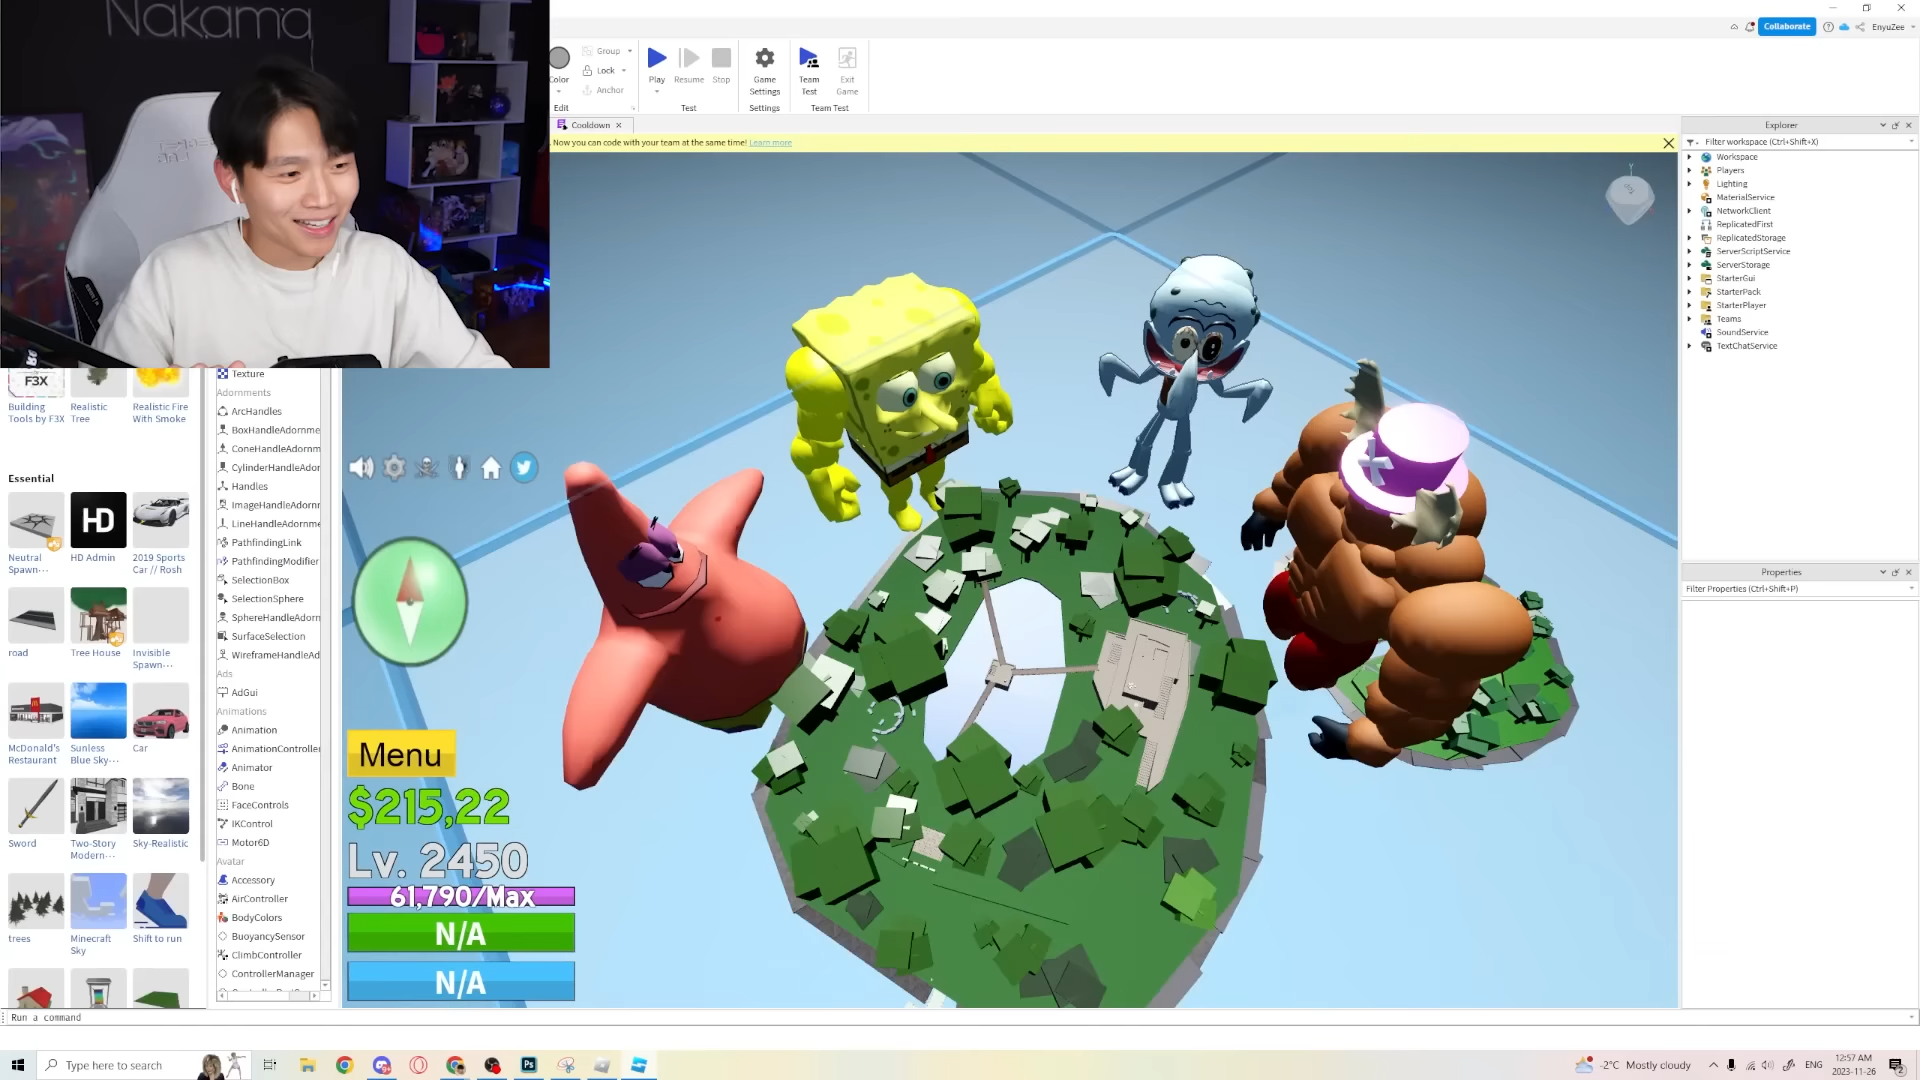 Nakama
Collaborate
EnyuZee
Color
Group
Lock
Anchor
Edit
Play
Resume
Stop
Test
Game
Settings
Settings
Team
Test
Exit
Game
Team Test
Cooldown
Now you can code with your team at the same time! Learn more
Explorer
Filter workspace (Ctrl+Shift+X)
Workspace
Players
Lighting
MaterialService
NetworkClient
ReplicatedFirst
ReplicatedStorage
ServerScriptService
ServerStorage
StarterGui
StarterPack
StarterPlayer
Teams
SoundService
TextChatService
Properties
Filter Properties (Ctrl+Shift+P)
F3X
Building
Tools by F3X
Realistic
Tree
Realistic Fire
With Smoke
Essential
HD
Neutral
Spawn...
HD Admin
2019 Sports
Car // Rosh
road
Tree House
Invisible
Spawn...
McDonald's
Restaurant
Sunless
Blue Sky...
Car
Sword
Two-Story
Modern...
Sky-Realistic
trees
Minecraft
Sky
Shift to run
Texture
Adornments
ArcHandles
BoxHandleAdornme
ConeHandleAdornm
CylinderHandleAdor
Handles
ImageHandleAdornm
LineHandleAdornme
PathfindingLink
PathfindingModifier
SelectionBox
SelectionSphere
SphereHandleAdorn
SurfaceSelection
WireframeHandleAd
Ads
AdGui
Animations
Animation
AnimationController
Animator
Bone
FaceControls
IKControl
Motor6D
Avatar
Accessory
AirController
BodyColors
BuoyancySensor
ClimbController
ControllerManager
Menu
$215,22
Lv. 2450
61,790/Max
N/A
N/A
Run a command
Type here to search
Ps
-2°C Mostly cloudy
ENG
12:57 AM
2023-11-26
2